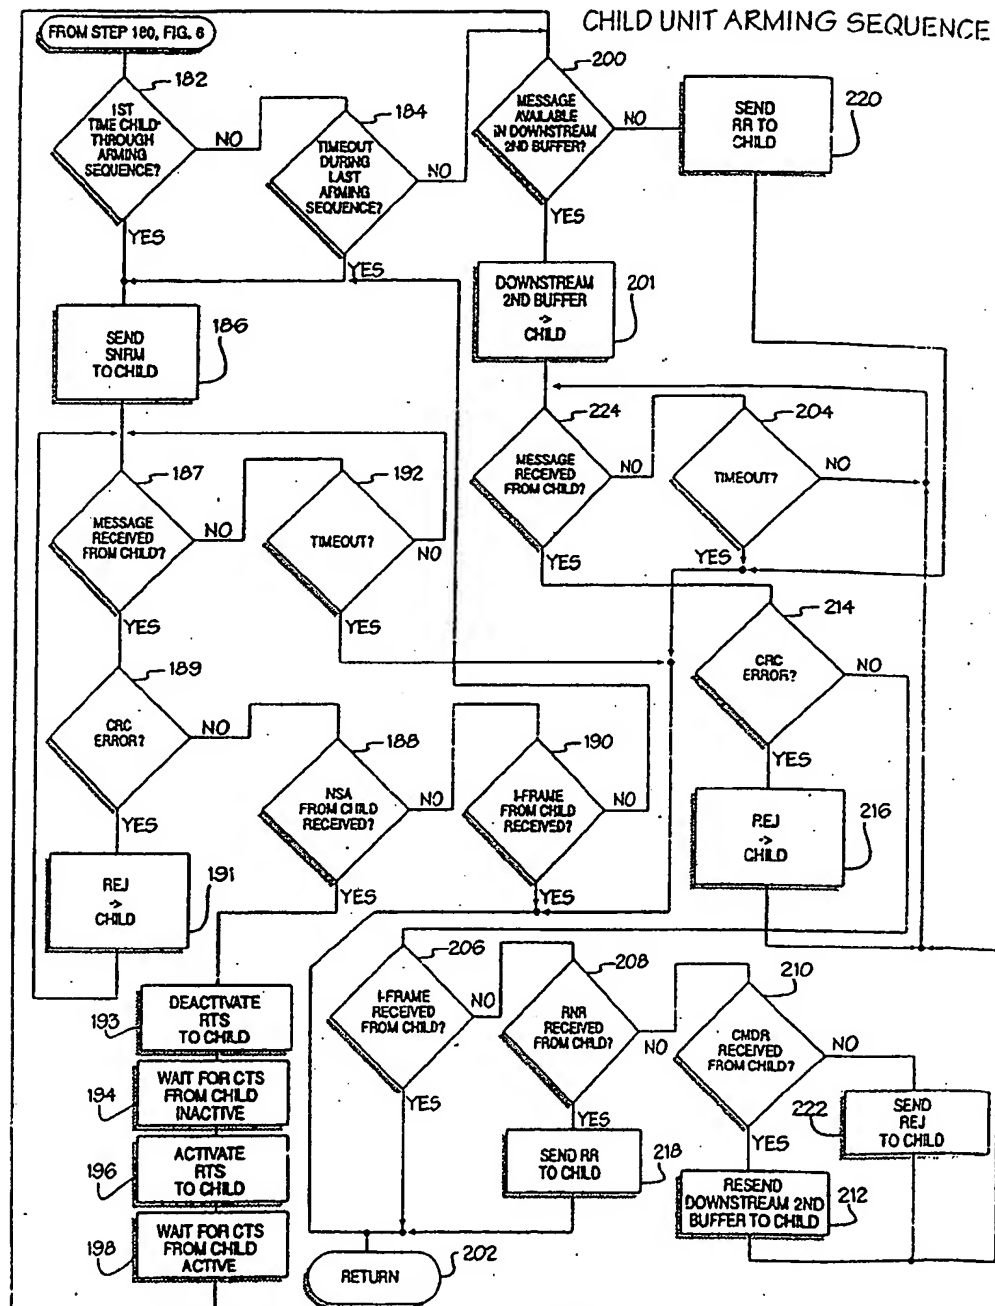 CHILD UNIT ARMING SEQUENCE
FROM STEP 180, FIG. 6
182
1ST
TIME CHILD
THROUGH
ARMING
SEQUENCE?
NO
YES
184
TIMEOUT
DURING
LAST
ARMING
SEQUENCE?
NO
YES
200
MESSAGE
AVAILABLE
IN DOWNSTREAM
2ND BUFFER?
NO
YES
220
SEND
RR TO
CHILD
186
SEND
SNRM
TO CHILD
201
DOWNSTREAM
2ND BUFFER
->
CHILD
187
MESSAGE
RECEIVED
FROM CHILD?
NO
YES
192
TIMEOUT?
NO
YES
224
MESSAGE
RECEIVED
FROM CHILD?
NO
YES
204
TIMEOUT?
NO
YES
189
CRC
ERROR?
NO
YES
188
NSA
FROM CHILD
RECEIVED?
NO
YES
190
I-FRAME
FROM CHILD
RECEIVED?
NO
YES
214
CRC
ERROR?
NO
YES
191
REJ
->
CHILD
216
REJ
->
CHILD
193
DEACTIVATE
RTS
TO CHILD
194
WAIT FOR CTS
FROM CHILD
INACTIVE
196
ACTIVATE
RTS
TO CHILD
198
WAIT FOR CTS
FROM CHILD
ACTIVE
206
I-FRAME
RECEIVED
FROM CHILD?
NO
YES
208
RNR
RECEIVED
FROM CHILD?
NO
YES
210
CMDR
RECEIVED
FROM CHILD?
NO
YES
218
SEND RR
TO CHILD
222
SEND
REJ
TO CHILD
212
RESEND
DOWNSTREAM 2ND
BUFFER TO CHILD
202
RETURN